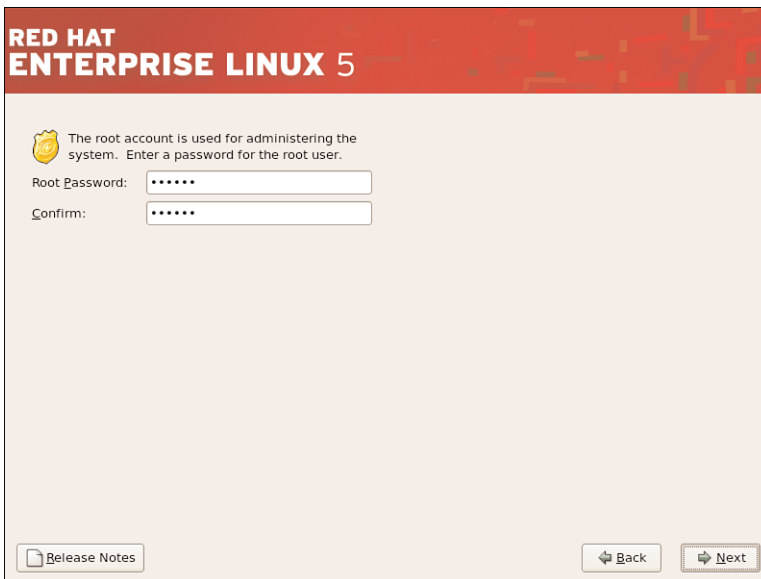 RED HAT
ENTERPRISE LINUX 5
The root account is used for administering the
system. Enter a password for the root user.
Root Password: ••••••
Confirm: ••••••
Release Notes
Back
Next